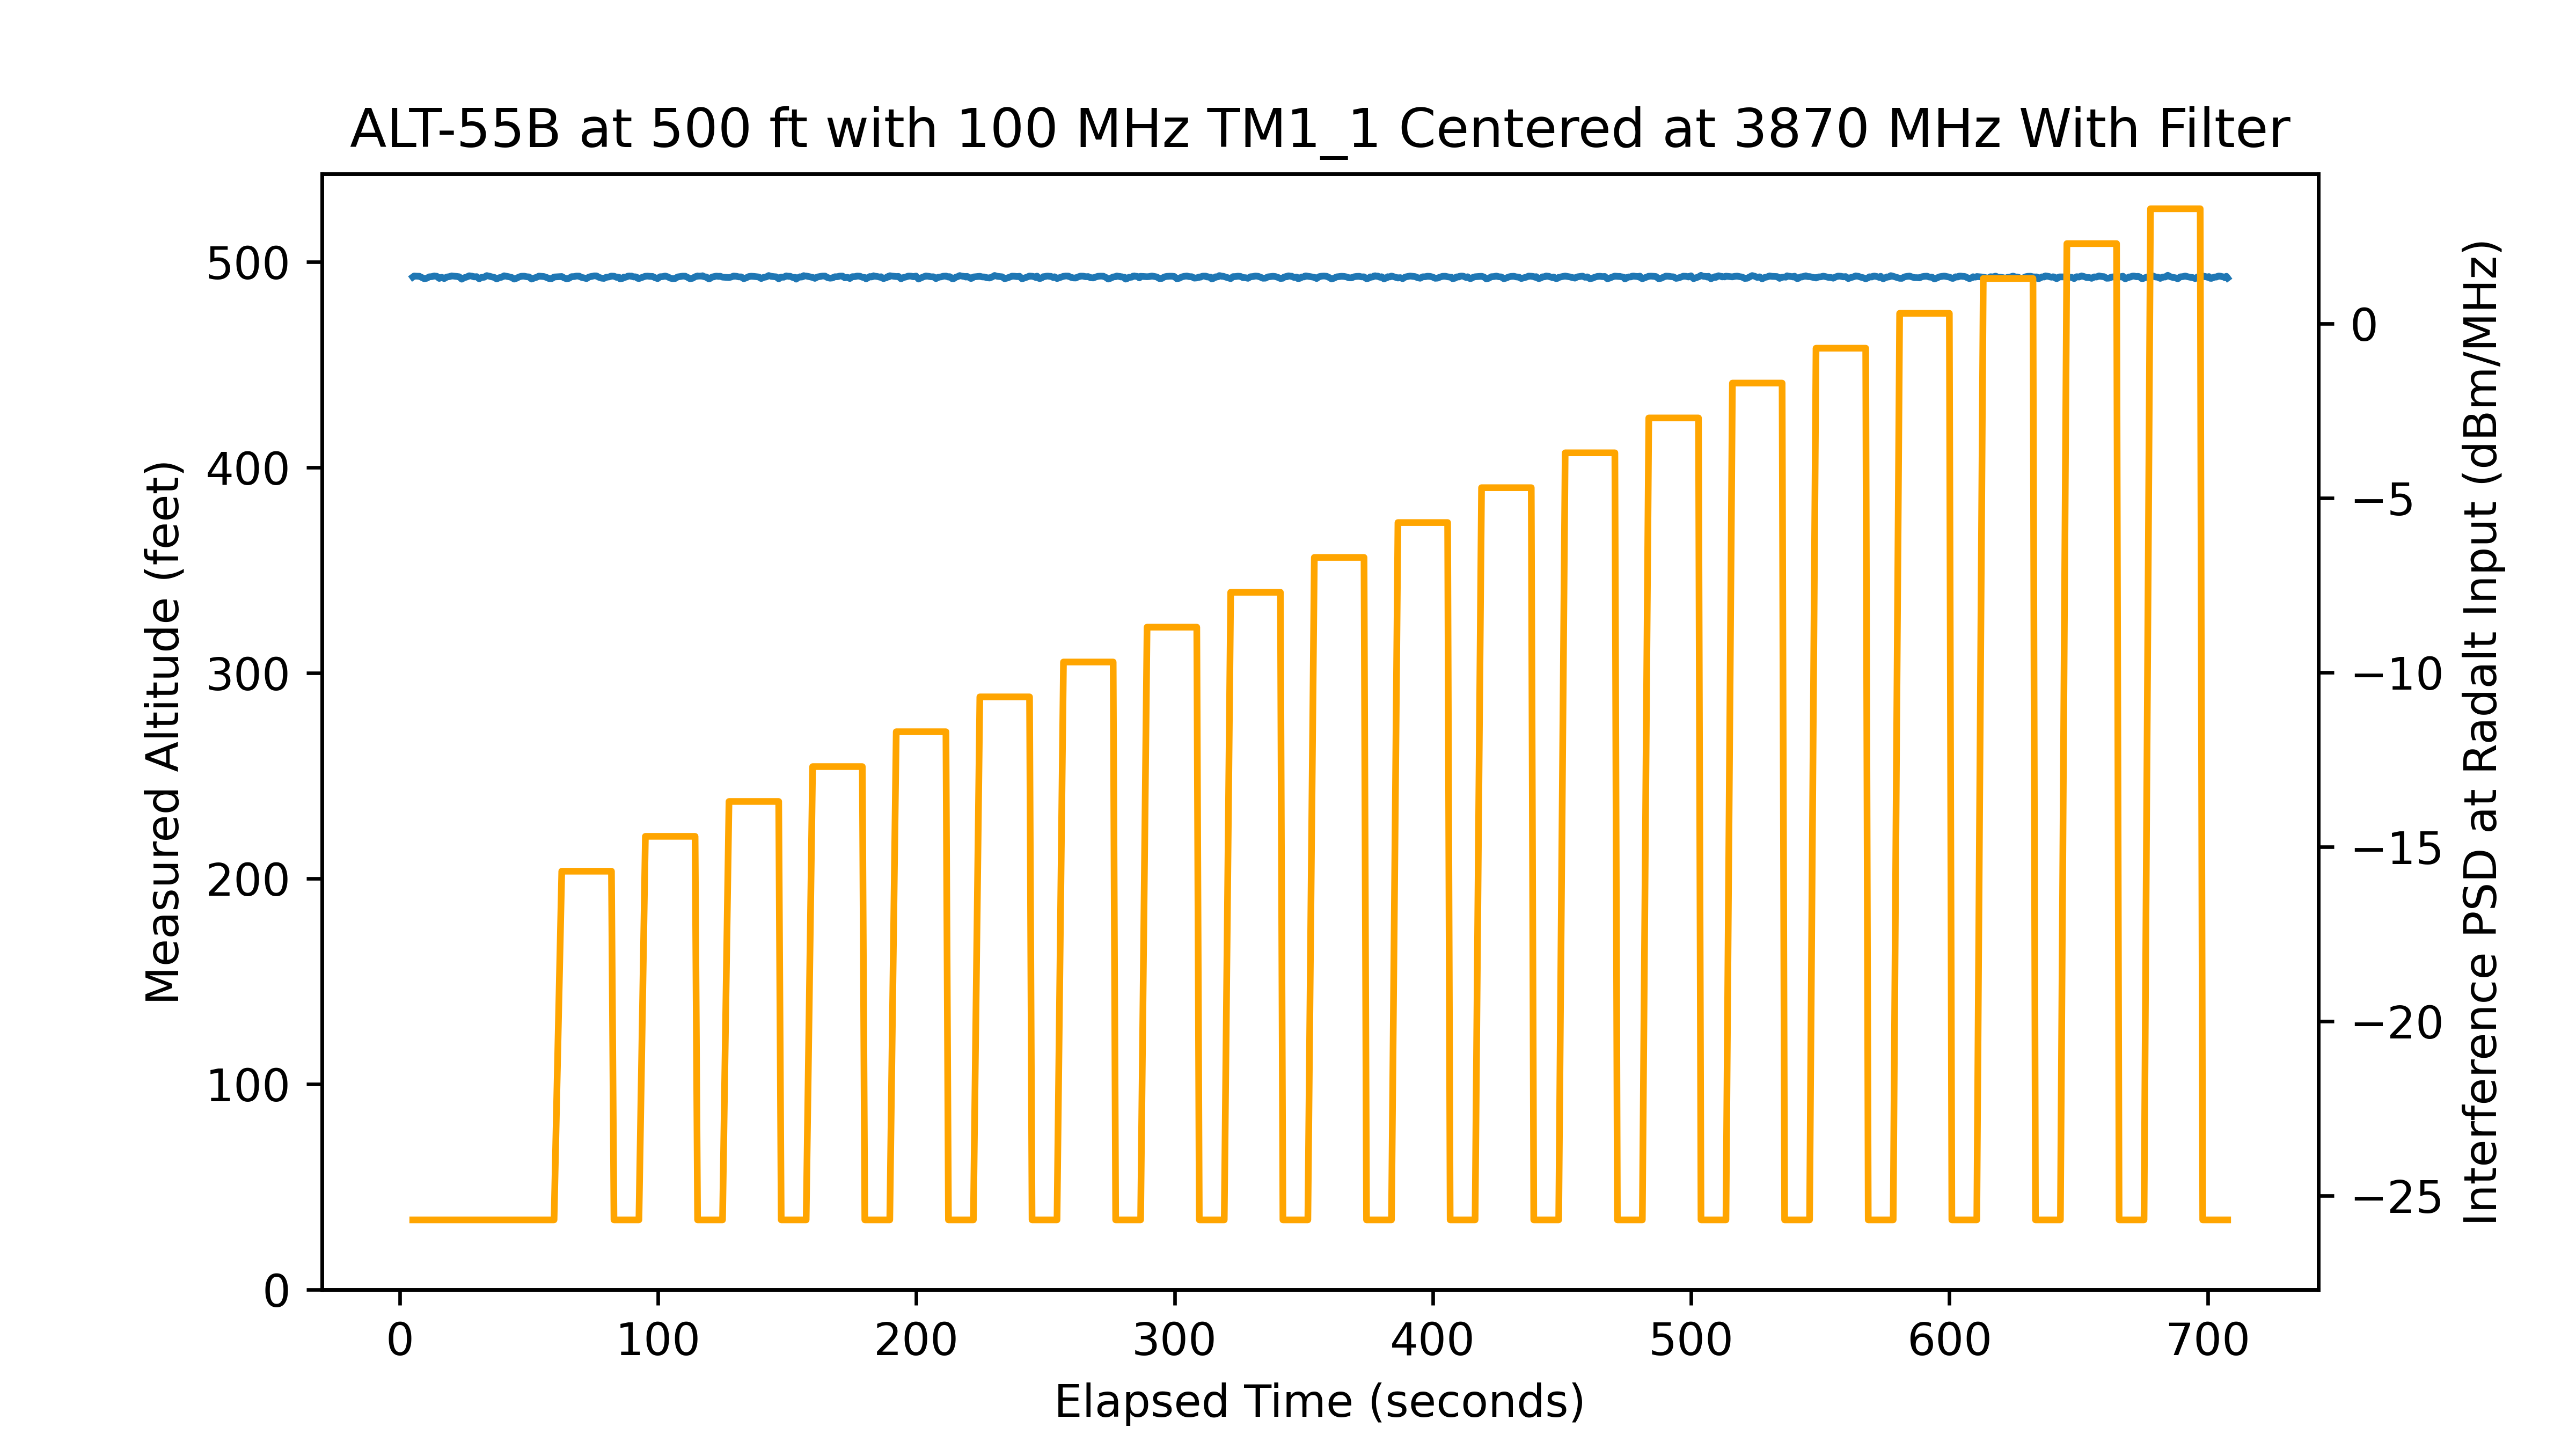 ALT-55B at 500 ft with 100 MHz TM1_1 Centered at 3870 MHz With Filter
Measured Altitude (feet)
500
400
300
200
100
0
0
−5
−10
−15
−20
−25
Interference PSD at Radalt Input (dBm/MHz)
0 100 200 300 400 500 600 700
Elapsed Time (seconds)